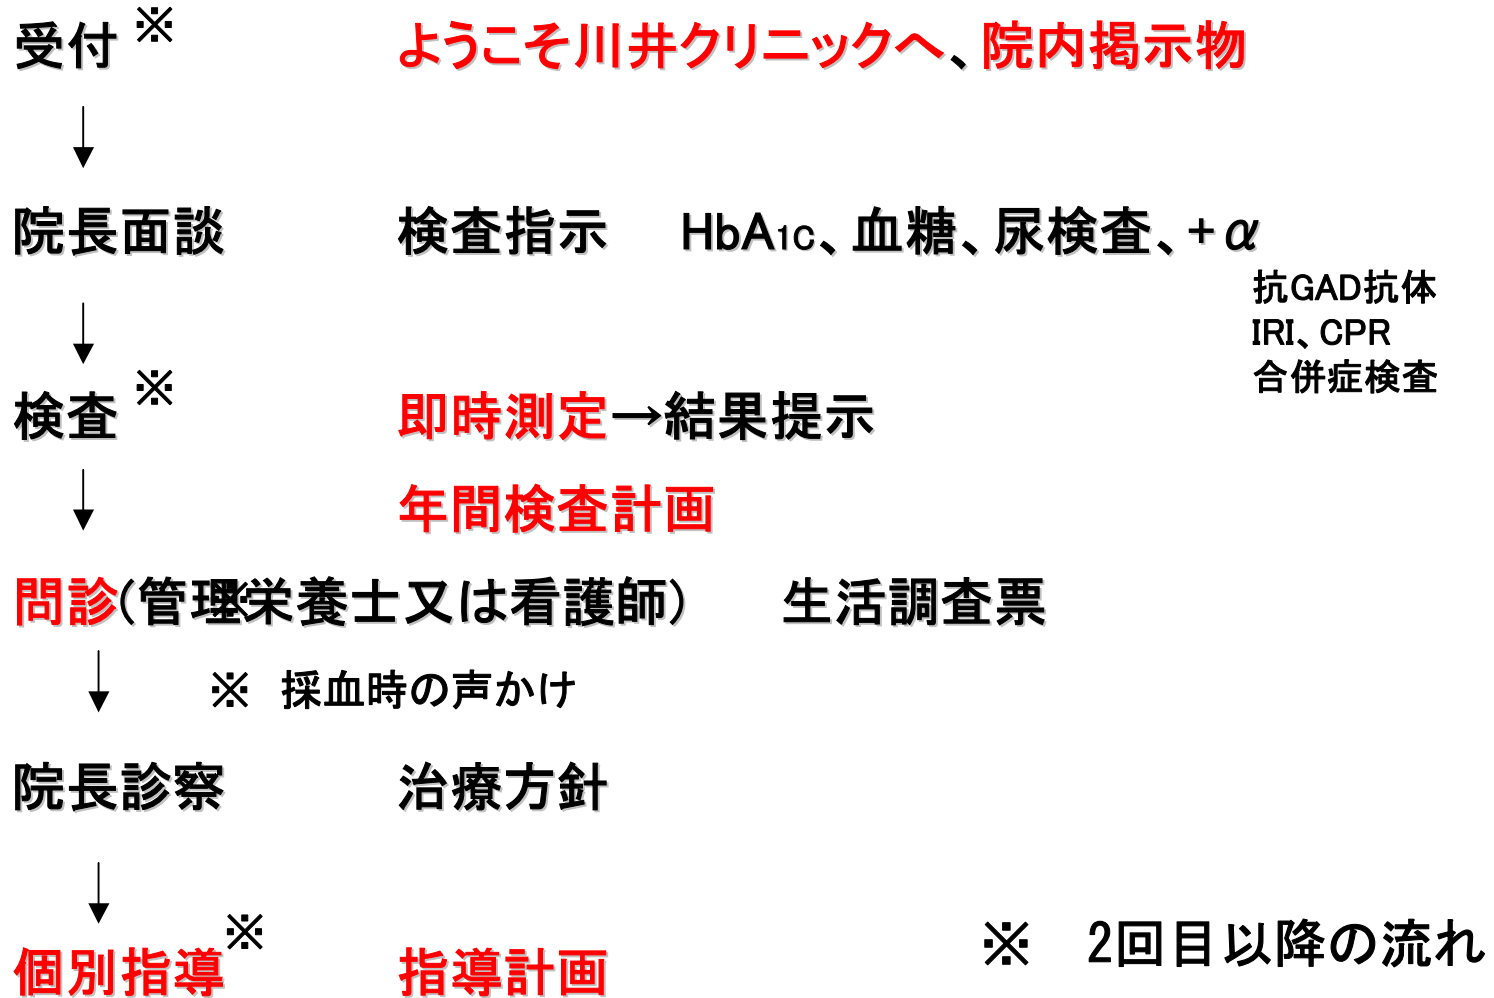 受付 ※ ようこそ川井クリニックへ、院内掲示物
↓
院長面談 検査指示 HbA1C、血糖、尿検査、+α
抗GAD抗体
IRI、CPR
合併症検査
↓
検査 ※ 即時測定→結果提示
↓ 年間検査計画
問診(管理栄養士又は看護師) ※ 生活調査票
↓ ※ 採血時の声かけ
院長診察 治療方針
↓
個別指導 ※ 指導計画
※ 2回目以降の流れ